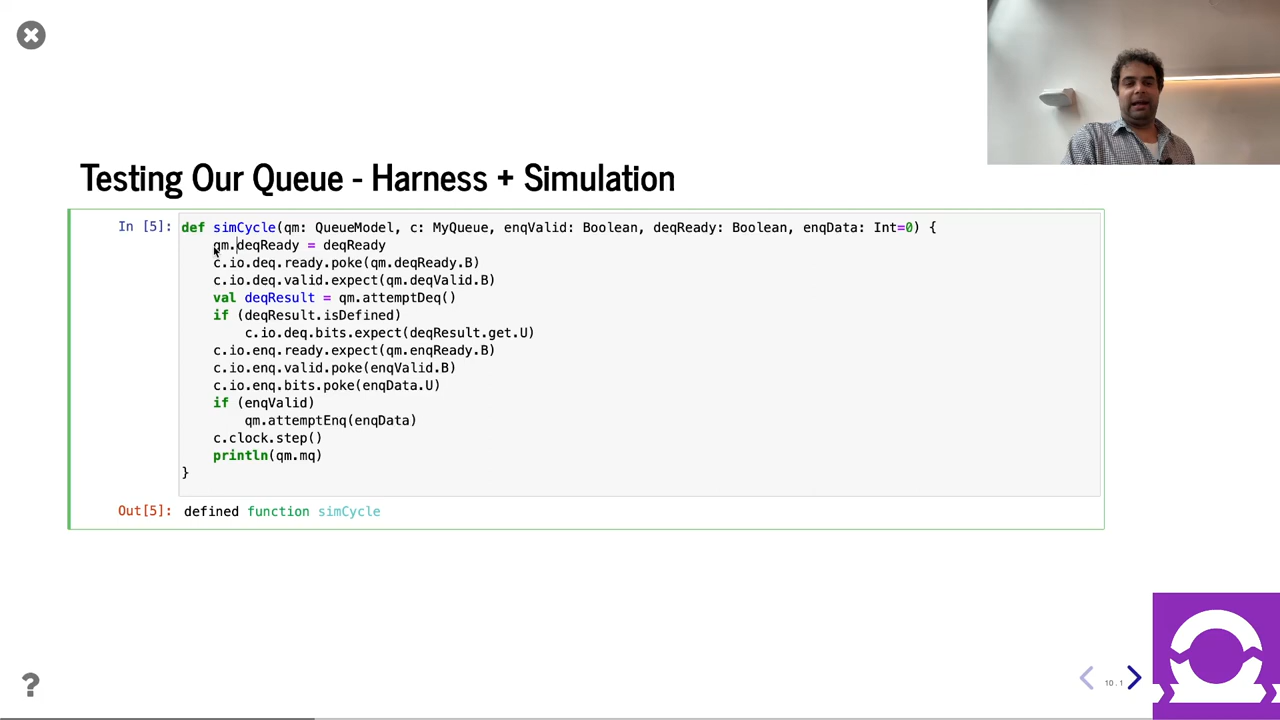 Testing Our Queue - Harness + Simulation
In [5]: def simCycle(qm: QueueModel, c: MyQueue, enqValid: Boolean, deqReady: Boolean, enqData: Int=0) {
qm.deqReady = deqReady
c.io.deq.ready.poke(qm.deqReady.B)
c.io.deq.valid.expect(qm.deqValid.B)
val deqResult = qm.attemptDeq()
if (deqResult.isDefined)
c.io.deq.bits.expect(deqResult.get.U)
c.io.enq.ready.expect(qm.enqReady.B)
c.io.enq.valid.poke(enqValid.B)
c.io.enq.bits.poke(enqData.U)
if (enqValid)
qm.attemptEnq(enqData)
c.clock.step()
println(qm.mq)
}
Out[5]: defined function simCycle
?
10.1